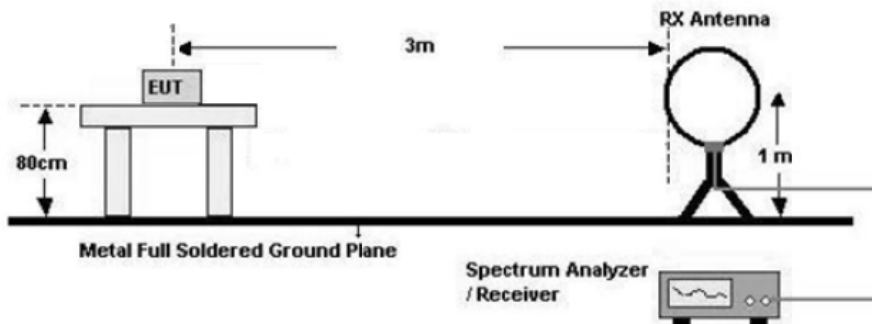 RX Antenna
3m
EUT
80cm
1 m
Metal Full Soldered Ground Plane
Spectrum Analyzer
/ Receiver